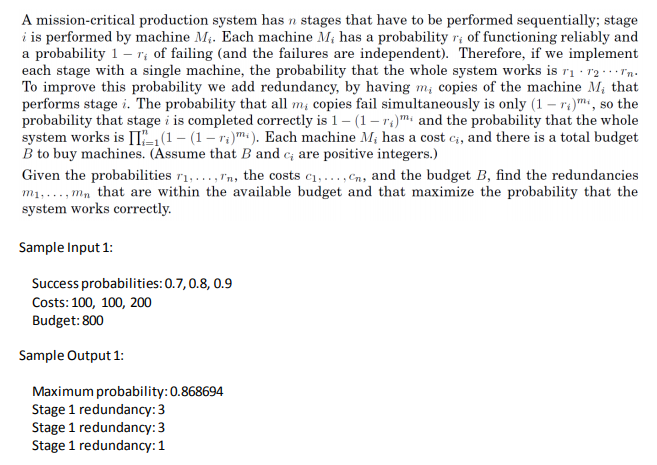 A mission-critical production system has n stages that have to be performed sequentially; stage
i is performed by machine M_i. Each machine M_i has a probability r_i of functioning reliably and
a probability 1 − r_i of failing (and the failures are independent). Therefore, if we implement
each stage with a single machine, the probability that the whole system works is r_1 · r_2 · · · r_n.
To improve this probability we add redundancy, by having m_i copies of the machine M_i that
performs stage i. The probability that all m_i copies fail simultaneously is only (1 − r_i)^{m_i}, so the
probability that stage i is completed correctly is 1 − (1 − r_i)^{m_i} and the probability that the whole
system works is ∏_{i=1}^{n}(1 − (1 − r_i)^{m_i}). Each machine M_i has a cost c_i, and there is a total budget
B to buy machines. (Assume that B and c_i are positive integers.)
Given the probabilities r_1, . . . , r_n, the costs c_1, . . . , c_n, and the budget B, find the redundancies
m_1, . . . , m_n that are within the available budget and that maximize the probability that the
system works correctly.
Sample Input 1:
Success probabilities: 0.7, 0.8, 0.9
Costs: 100, 100, 200
Budget: 800
Sample Output 1:
Maximum probability: 0.868694
Stage 1 redundancy: 3
Stage 1 redundancy: 3
Stage 1 redundancy: 1